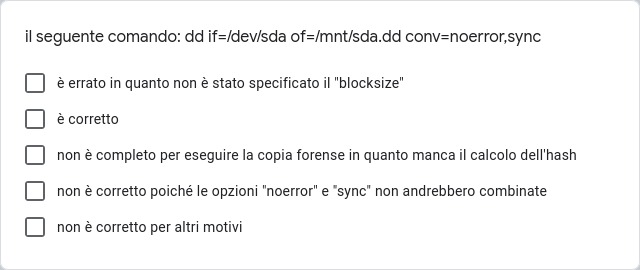 il seguente comando: dd if=/dev/sda of=/mnt/sda.dd conv=noerror,sync
è errato in quanto non è stato specificato il "blocksize"
è corretto
non è completo per eseguire la copia forense in quanto manca il calcolo dell'hash
non è corretto poiché le opzioni "noerror" e "sync" non andrebbero combinate
non è corretto per altri motivi